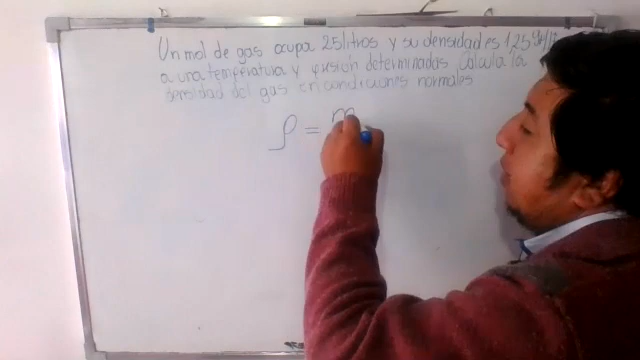 Un mol de gas ocupa 25 litros y su densidad es 1,25 gr/lt
a una temperatura y presión determinadas, Calcula la
densidad del gas en condiciones normales
ρ = m